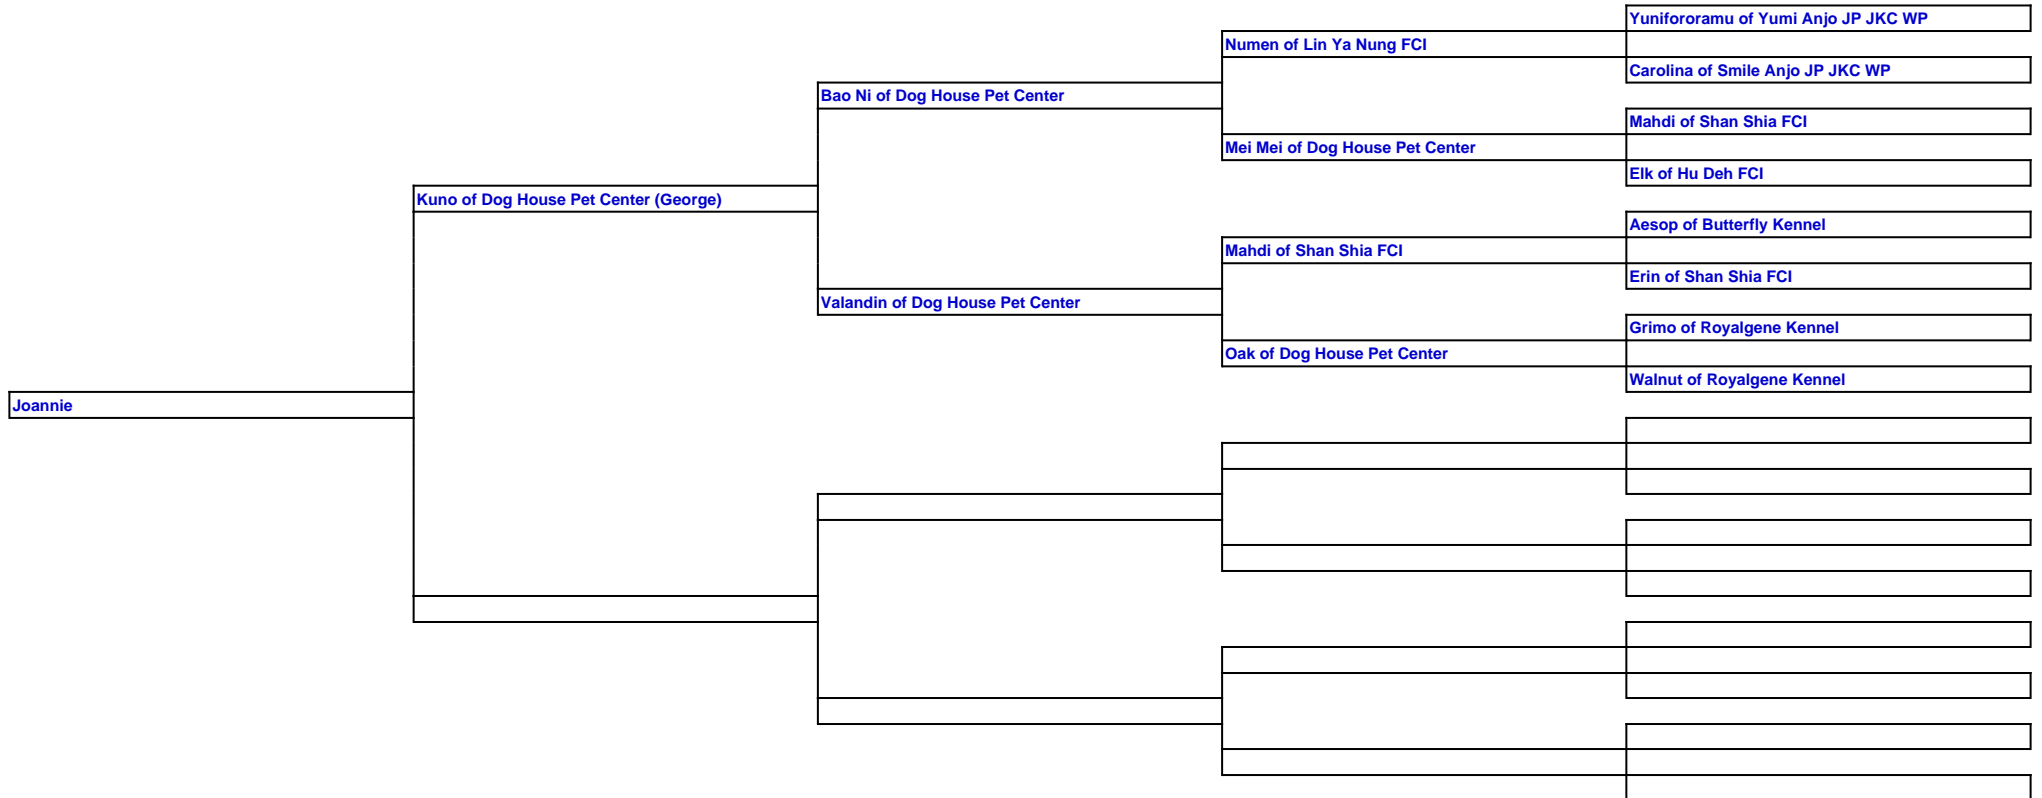 Yunifororamu of Yumi Anjo JP JKC WP
Numen of Lin Ya Nung FCI
Carolina of Smile Anjo JP JKC WP
Bao Ni of Dog House Pet Center
Mahdi of Shan Shia FCI
Mei Mei of Dog House Pet Center
Elk of Hu Deh FCI
Kuno of Dog House Pet Center (George)
Aesop of Butterfly Kennel
Mahdi of Shan Shia FCI
Erin of Shan Shia FCI
Valandin of Dog House Pet Center
Grimo of Royalgene Kennel
Oak of Dog House Pet Center
Walnut of Royalgene Kennel
Joannie